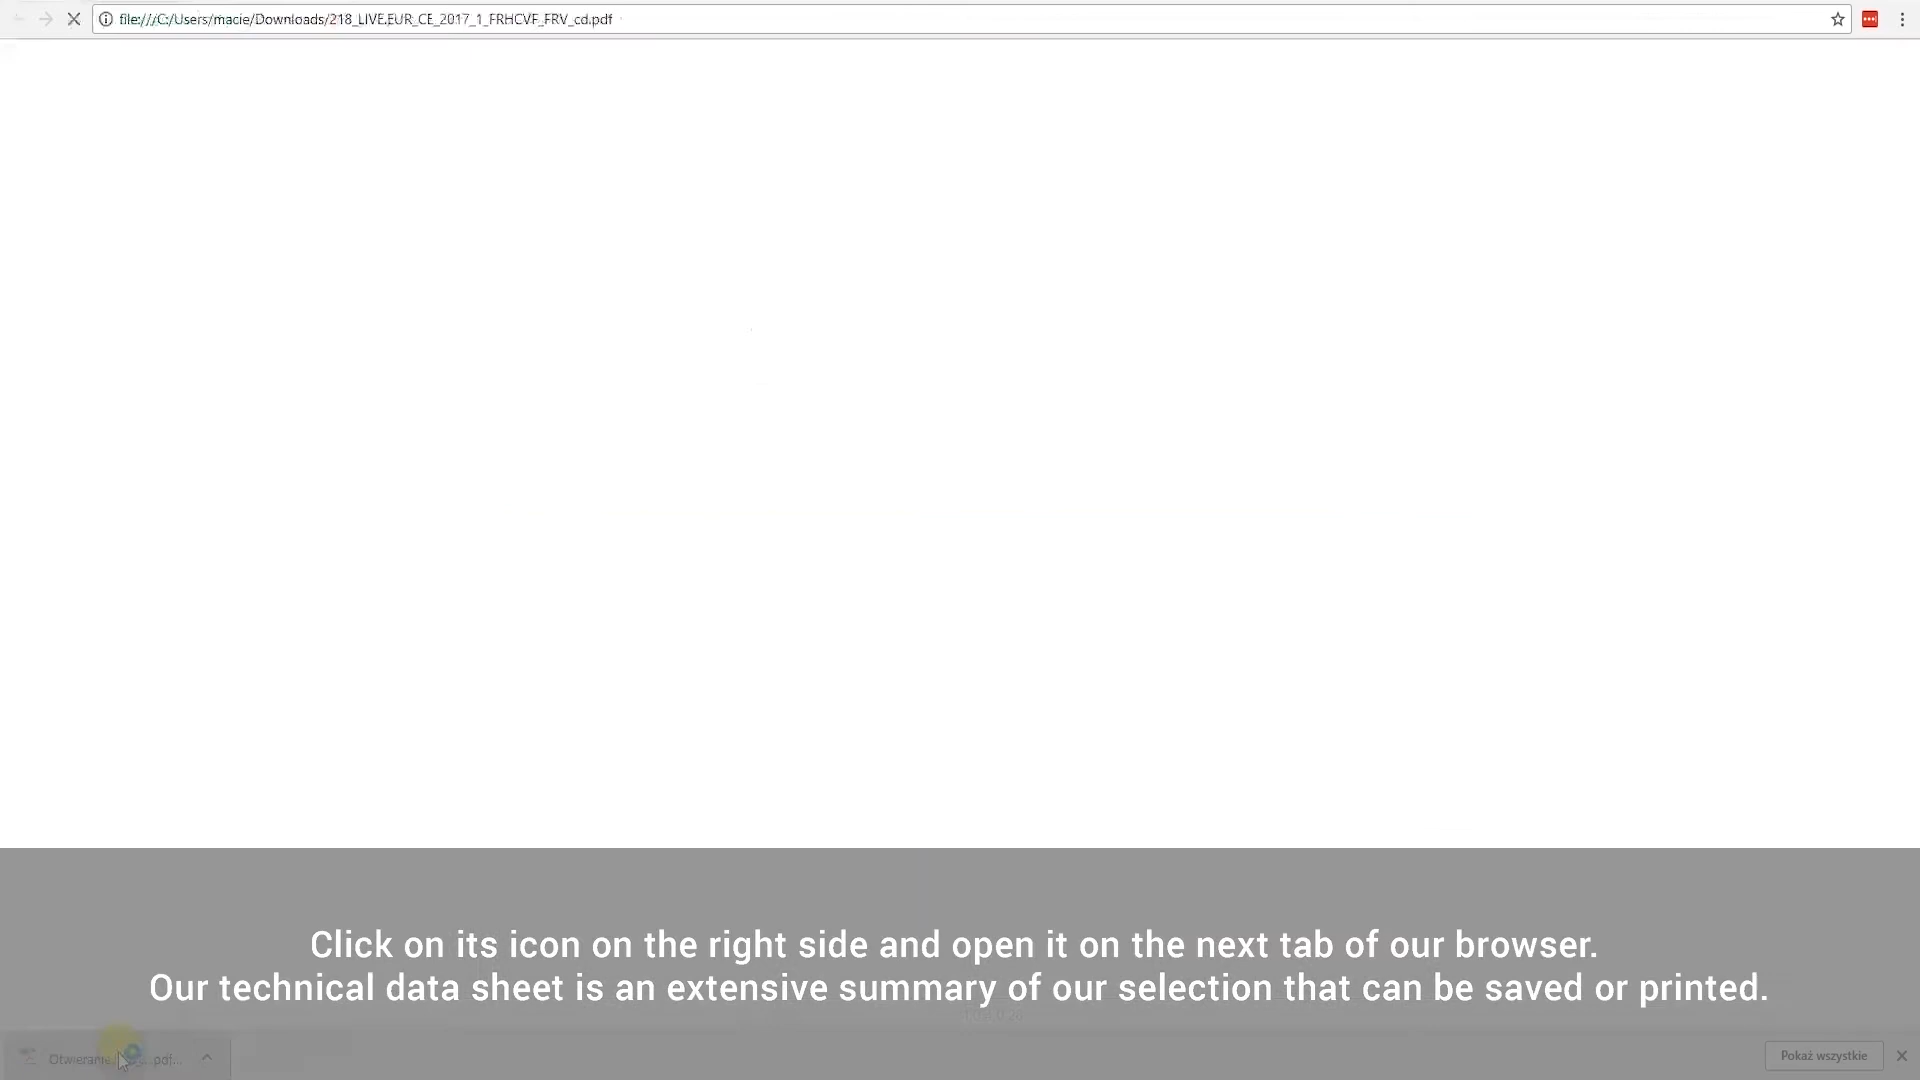 file:///C:/Users/macie/Downloads/218_LIVE.EUR_CE_2017_1_FRHCVF_FRV_cd.pdf
Click on its icon on the right side and open it on the next tab of our browser.
Our technical data sheet is an extensive summary of our selection that can be saved or printed.
Otwieranie
Pokaż wszystkie